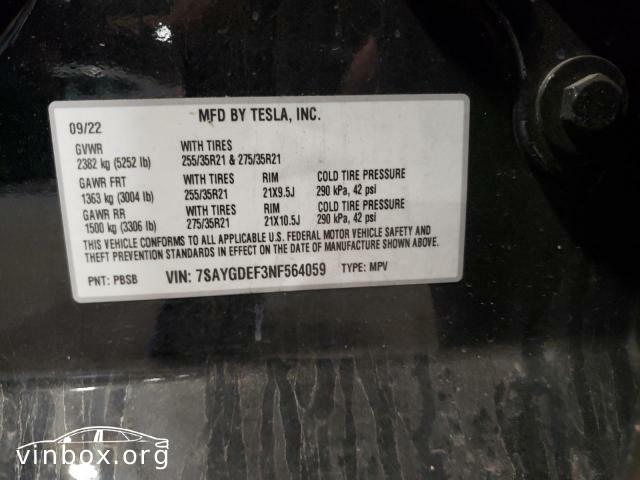 MFD BY TESLA, INC.
09/22
GVWR WITH TIRES
2382 kg (5252 lb) 255/35R21 & 275/35R21
GAWR FRT WITH TIRES RIM COLD TIRE PRESSURE
1363 kg (3004 lb) 255/35R21 21X9.5J 290 kPa, 42 psi
GAWR RR WITH TIRES RIM COLD TIRE PRESSURE
1500 kg (3306 lb) 275/35R21 21X10.5J 290 kPa, 42 psi
THIS VEHICLE CONFORMS TO ALL APPLICABLE U.S. FEDERAL MOTOR VEHICLE SAFETY AND
THEFT PREVENTION STANDARDS IN EFFECT ON THE DATE OF MANUFACTURE SHOWN ABOVE.
PNT: PBSB VIN: 7SAYGDEF3NF564059 TYPE: MPV
vinbox.org